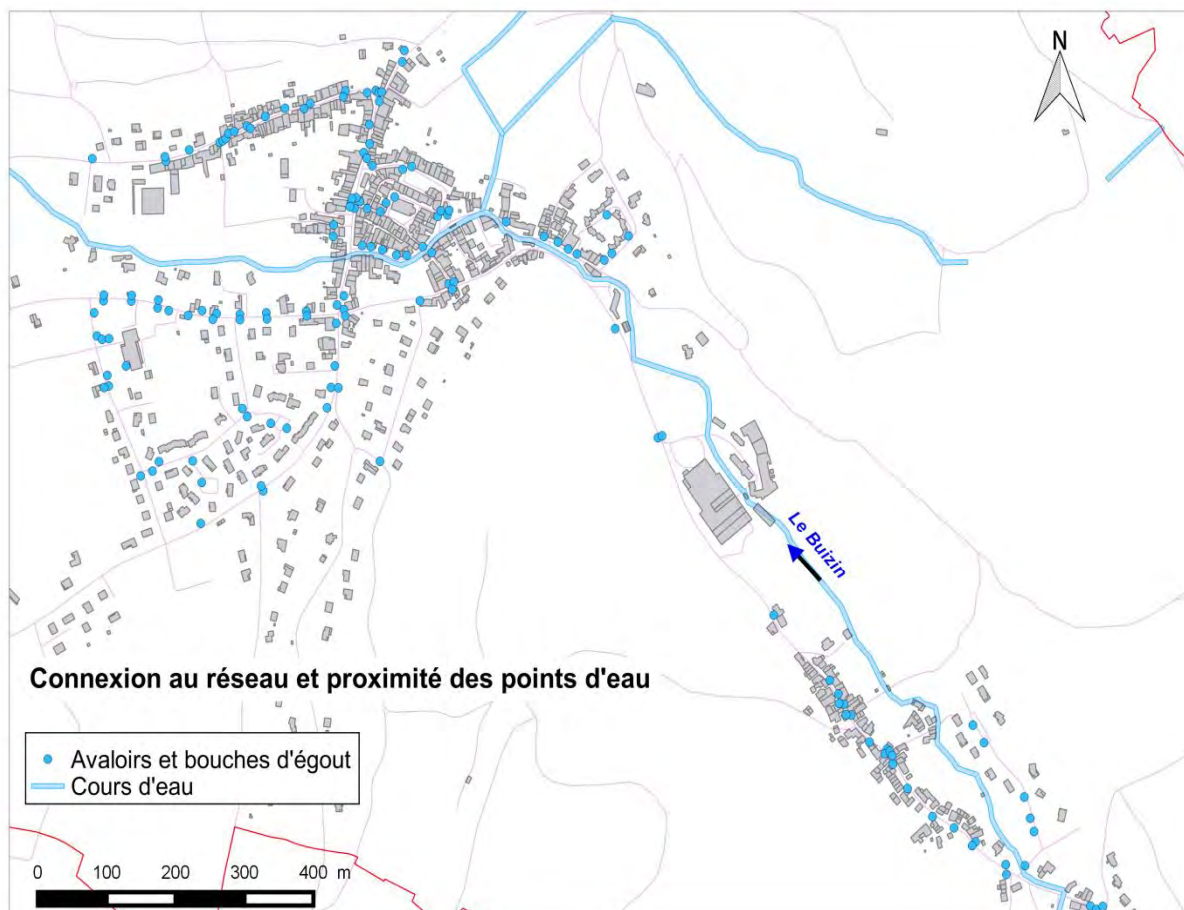 N
Le Buizin
Connexion au réseau et proximité des points d'eau
Avaloirs et bouches d'égout
Cours d'eau
0 100 200 300 400 m